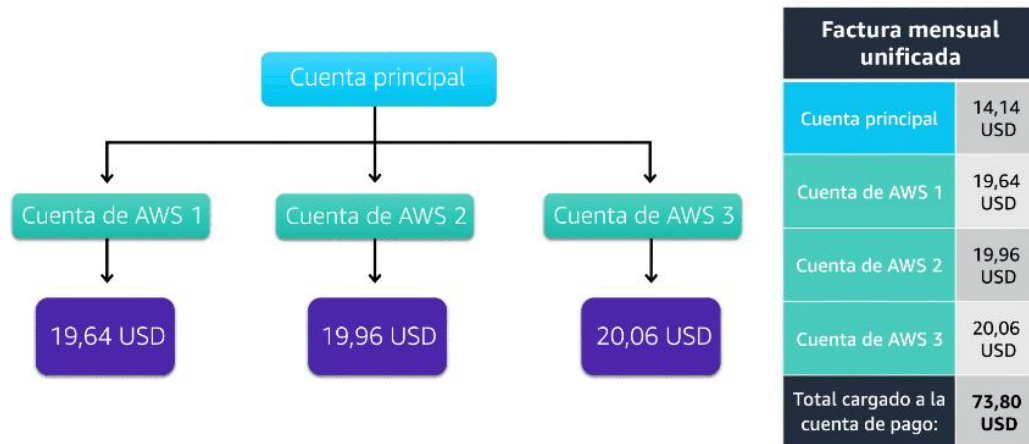 Cuenta principal
Cuenta de AWS 1
Cuenta de AWS 2
Cuenta de AWS 3
19,64 USD
19,96 USD
20,06 USD
Factura mensual
unificada
Cuenta principal
14,14
USD
Cuenta de AWS 1
19,64
USD
Cuenta de AWS 2
19,96
USD
Cuenta de AWS 3
20,06
USD
Total cargado a la
cuenta de pago:
73,80
USD